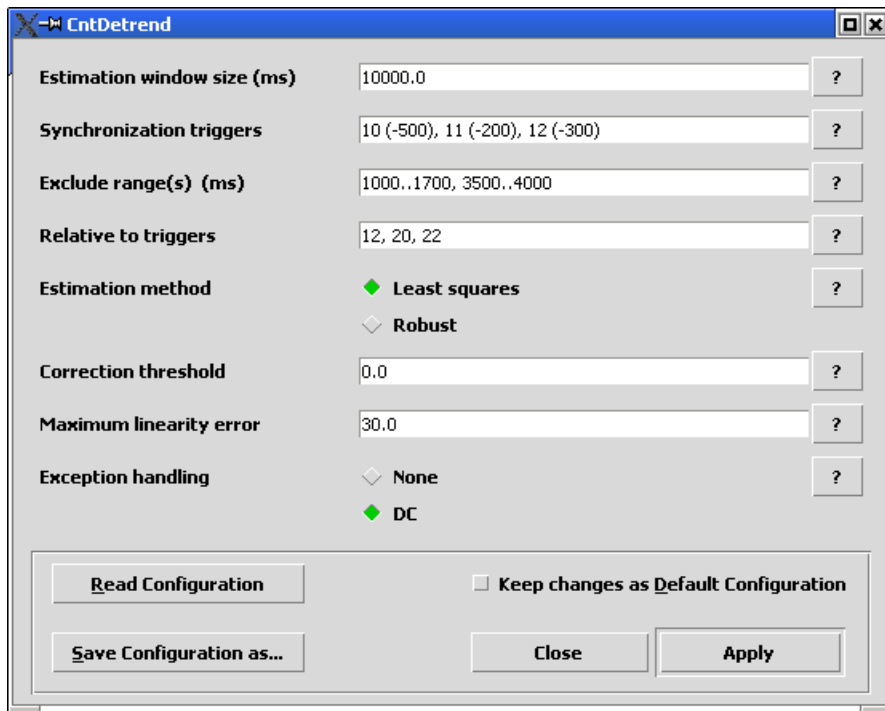 CntDetrend
Estimation window size (ms) 10000.0 ?
Synchronization triggers 10 (-500), 11 (-200), 12 (-300) ?
Exclude range(s) (ms) 1000..1700, 3500..4000 ?
Relative to triggers 12, 20, 22 ?
Estimation method Least squares ?
Robust
Correction threshold 0.0 ?
Maximum linearity error 30.0 ?
Exception handling None ?
DC
Read Configuration Keep changes as Default Configuration
Save Configuration as... Close Apply